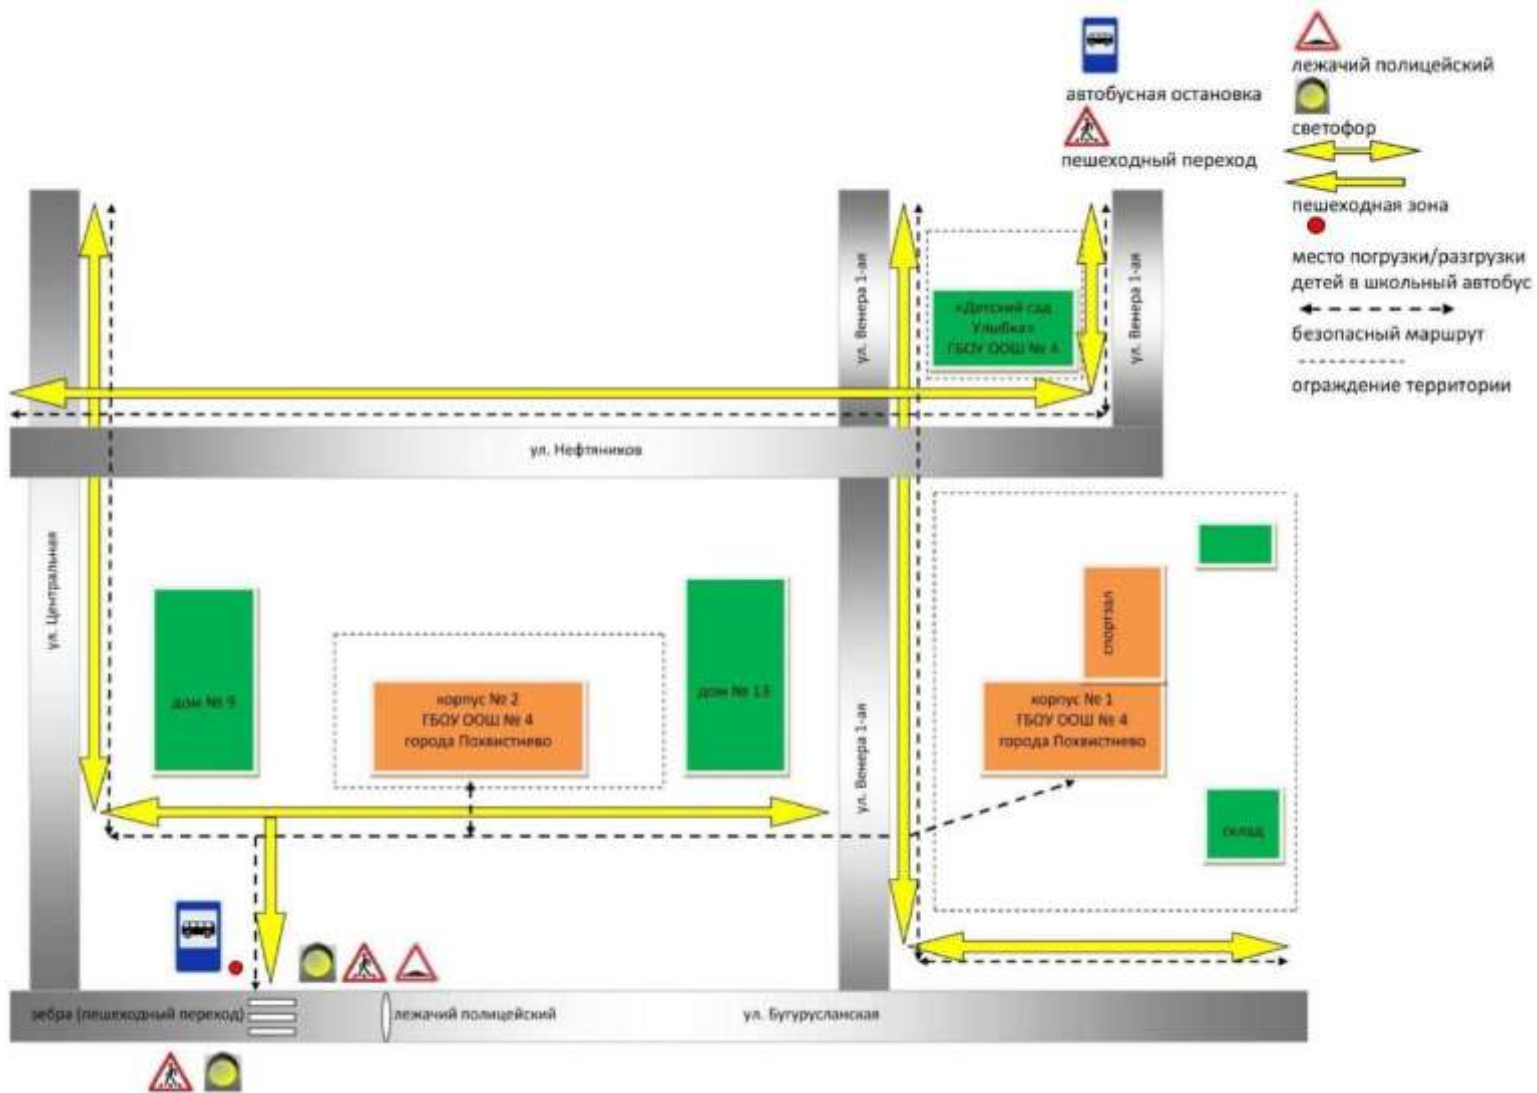 автобусная остановка
пешеходный переход
лежачий полицейский
светофор
пешеходная зона
место погрузки/разгрузки
детей в школьный автобус
безопасный маршрут
ограждение территории
ул. Венера 1-ая
«Детский сад
Улыбка»
ГБОУ ООШ № 4
ул. Венера 1-ая
ул. Нефтяников
ул. Центральная
дом № 9
корпус № 2
ГБОУ ООШ № 4
города Похвистнево
дом № 13
ул. Венера 1-ая
спортзал
корпус № 1
ГБОУ ООШ № 4
города Похвистнево
склад
зебра (пешеходный переход)
лежачий полицейский
ул. Бугурусланская